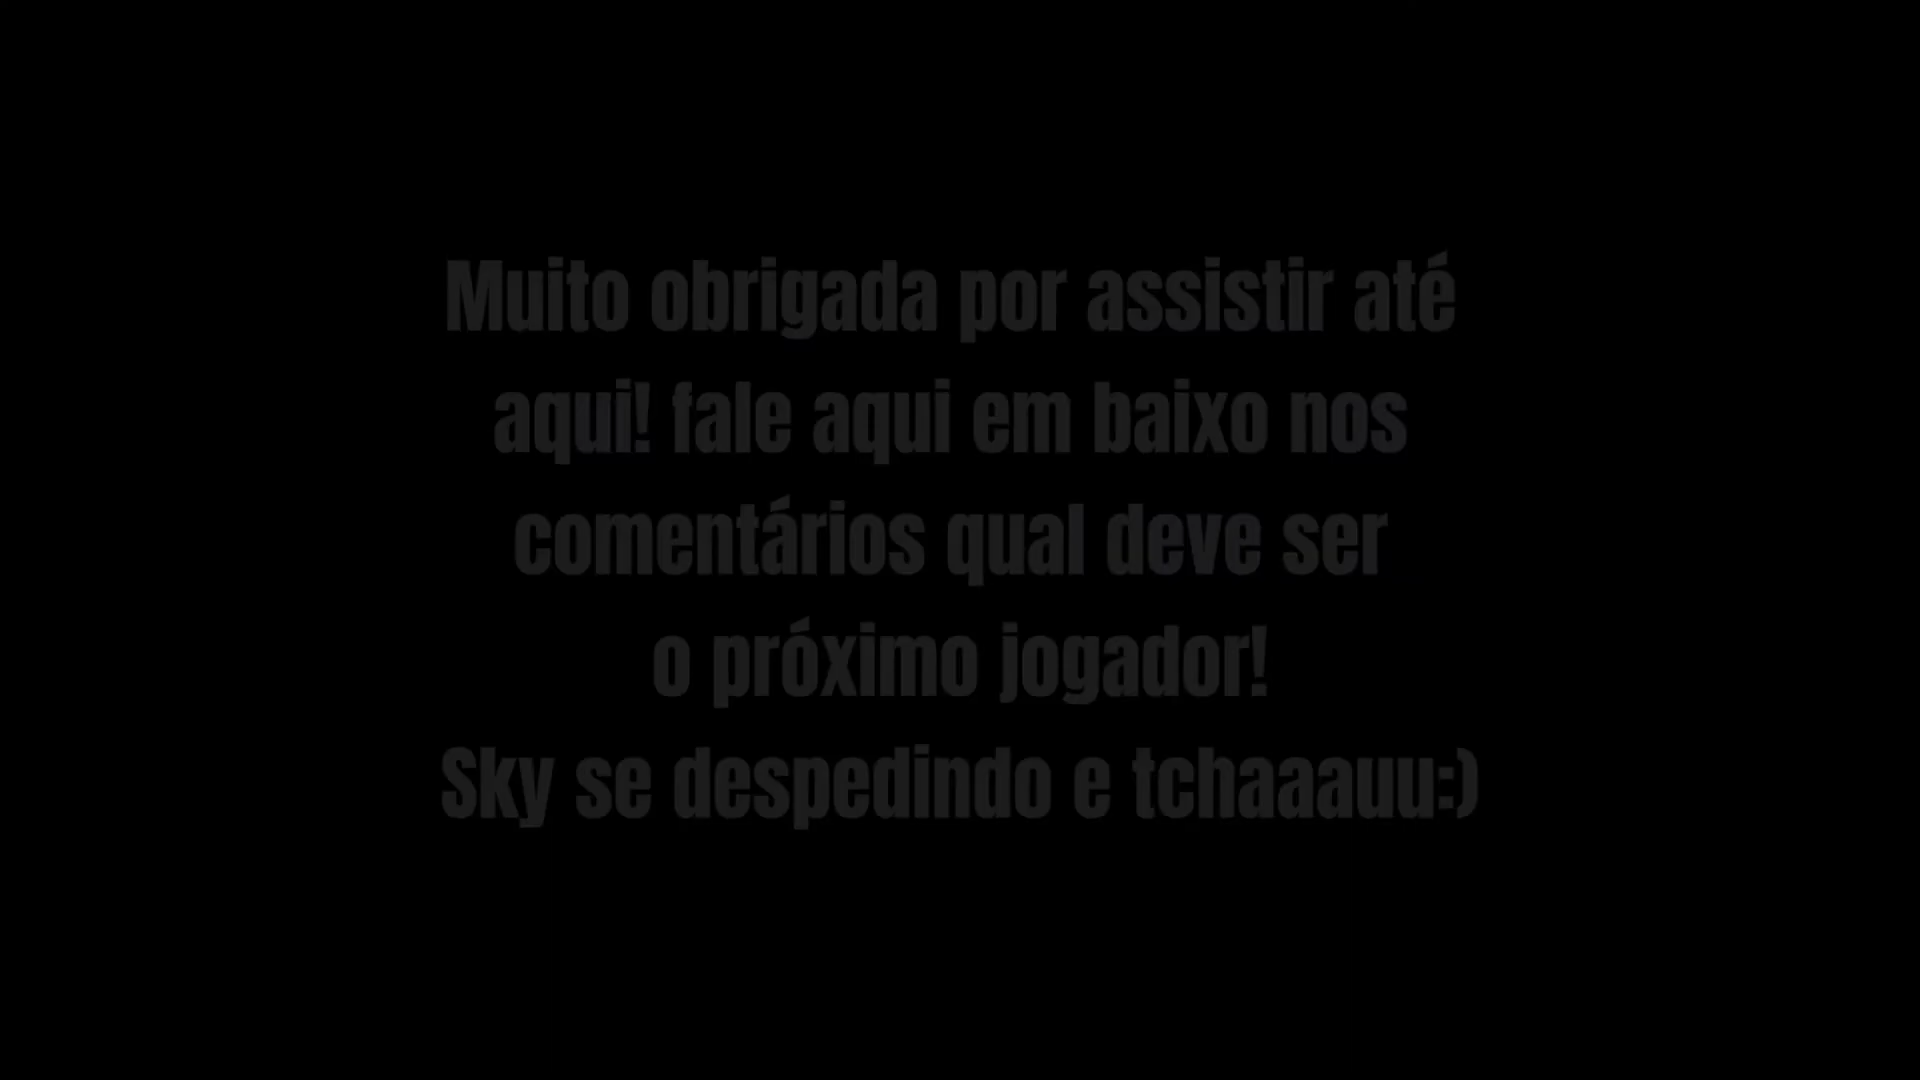 Muito obrigada por assistir até
aqui! fale aqui em baixo nos
comentários qual deve ser
o próximo jogador!
Sky se despedindo e tchaaauu:)